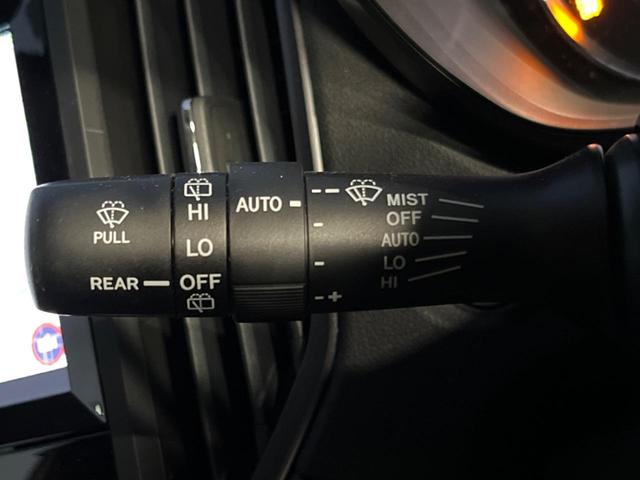 PULL
REAR
HI
LO
OFF
AUTO
- +
MIST
OFF
AUTO
LO
HI